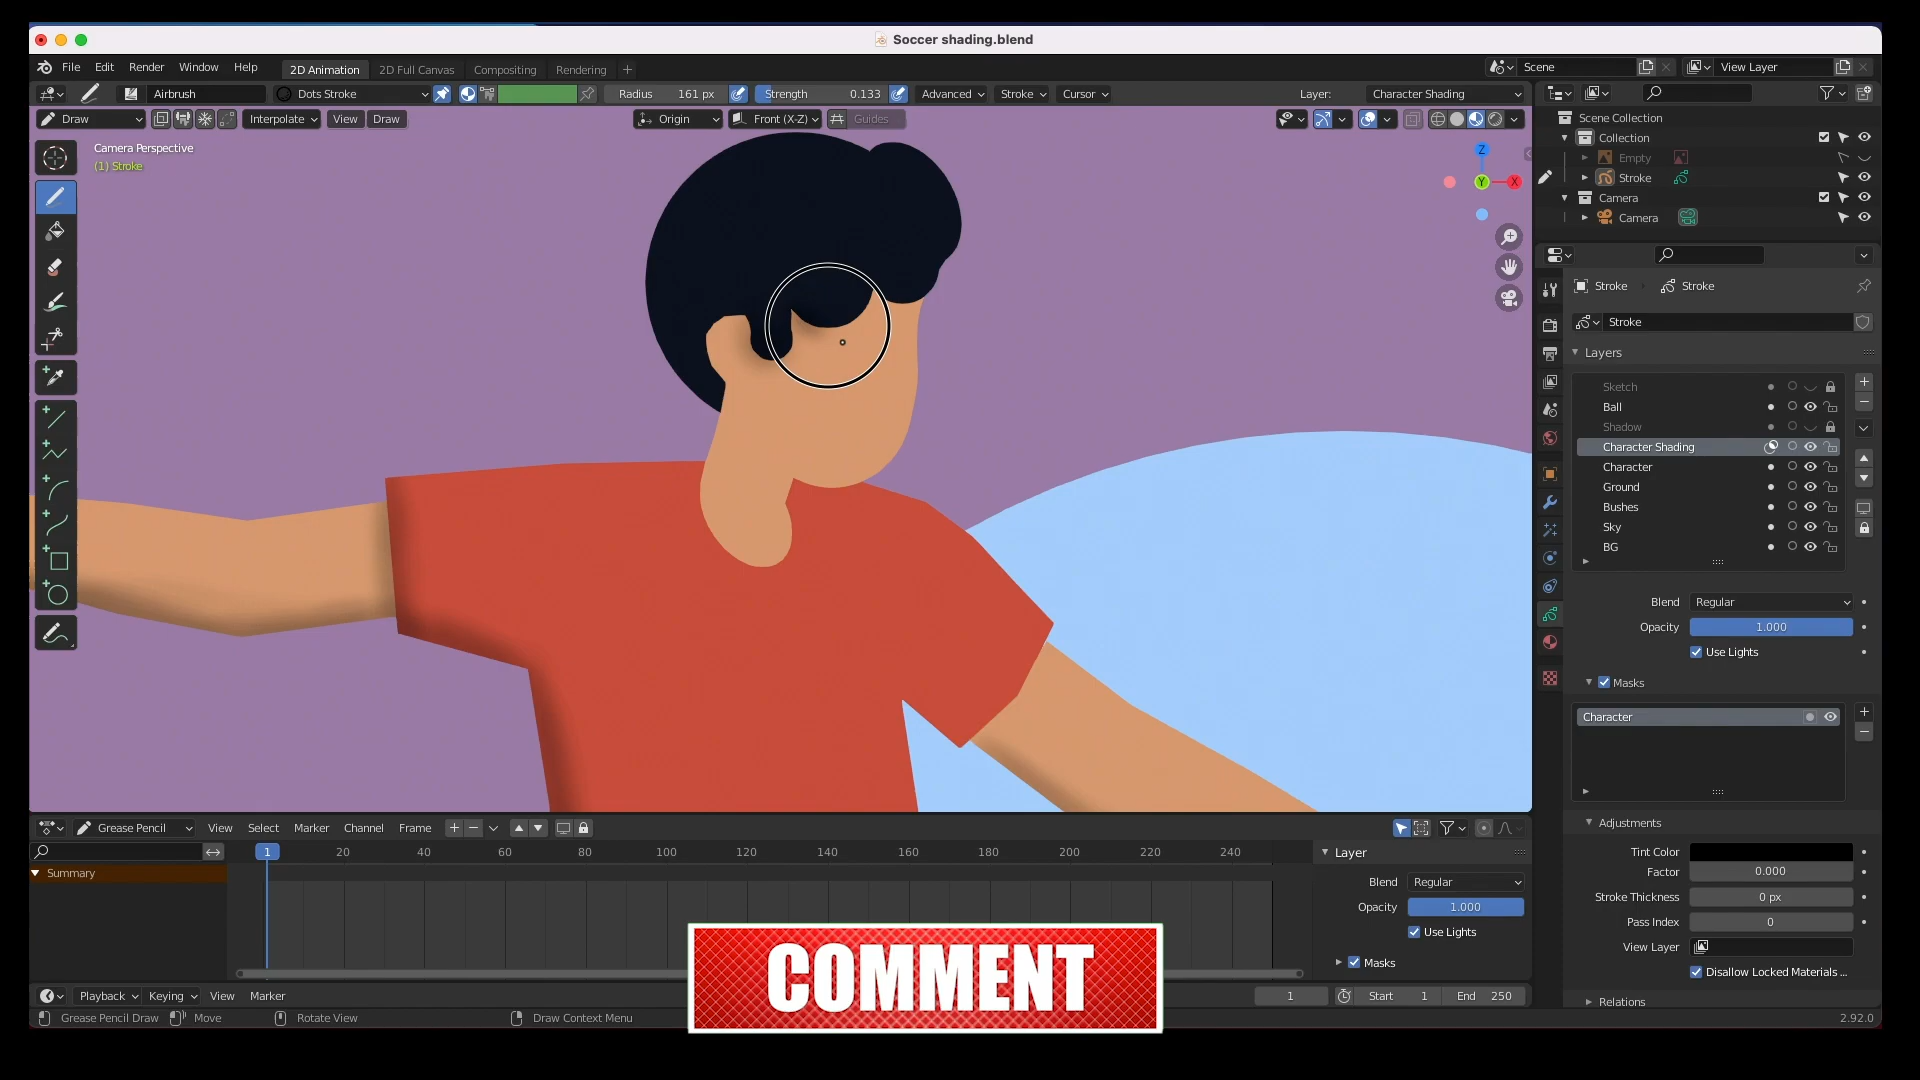 Soccer shading.blend
File Edit Render Window Help 2D Animation 2D Full Canvas Compositing Rendering + Scene View Layer
Airbrush Dots Stroke Radius 161 px Strength 0.133 Advanced Stroke Cursor Layer: Character Shading
Draw Interpolate View Draw Origin Front (X-Z) Guides
Camera Perspective
(1) Stroke
Z
Y X
Scene Collection
Collection
Empty
Stroke
Camera
Camera
Stroke Stroke
Stroke
Layers
Sketch
Ball
Shadow
Character Shading
Character
Ground
Bushes
Sky
BG
Blend Regular
Opacity 1.000
Use Lights
Masks
Character
Adjustments
Tint Color
Factor 0.000
Stroke Thickness 0 px
Pass Index 0
View Layer
Disallow Locked Materials ...
Relations
Grease Pencil View Select Marker Channel Frame
1 20 40 60 80 100 120 140 160 180 200 220 240
Summary
Layer
Blend Regular
Opacity 1.000
Use Lights
Masks
COMMENT
Playback Keying View Marker 1 Start 1 End 250
Grease Pencil Draw Move Rotate View Draw Context Menu 2.92.0